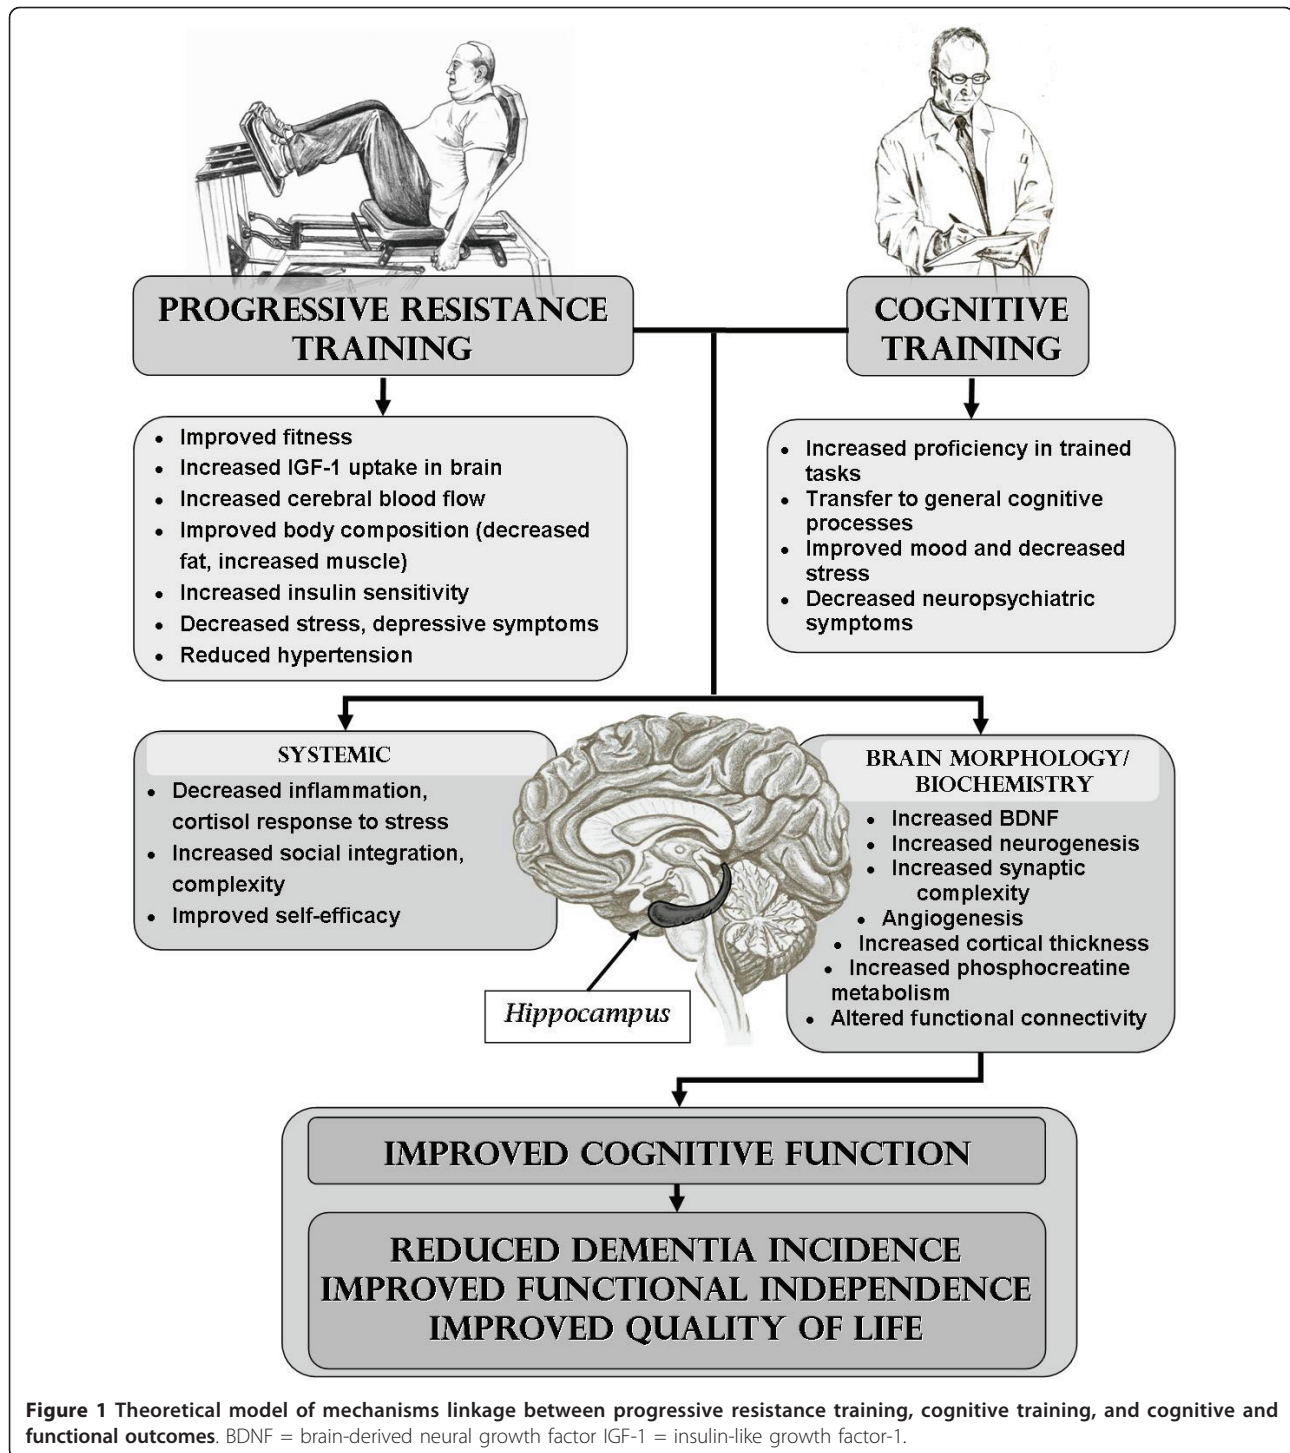 PROGRESSIVE RESISTANCE
TRAINING
COGNITIVE
TRAINING
• Improved fitness
• Increased IGF-1 uptake in brain
• Increased cerebral blood flow
• Improved body composition (decreased
fat, increased muscle)
• Increased insulin sensitivity
• Decreased stress, depressive symptoms
• Reduced hypertension
• Increased proficiency in trained
tasks
• Transfer to general cognitive
processes
• Improved mood and decreased
stress
• Decreased neuropsychiatric
symptoms
SYSTEMIC
• Decreased inflammation,
cortisol response to stress
• Increased social integration,
complexity
• Improved self-efficacy
Hippocampus
BRAIN MORPHOLOGY/
BIOCHEMISTRY
• Increased BDNF
• Increased neurogenesis
• Increased synaptic
complexity
• Angiogenesis
• Increased cortical thickness
• Increased phosphocreatine
metabolism
• Altered functional connectivity
IMPROVED COGNITIVE FUNCTION
REDUCED DEMENTIA INCIDENCE
IMPROVED FUNCTIONAL INDEPENDENCE
IMPROVED QUALITY OF LIFE
Figure 1 Theoretical model of mechanisms linkage between progressive resistance training, cognitive training, and cognitive and
functional outcomes. BDNF = brain-derived neural growth factor IGF-1 = insulin-like growth factor-1.